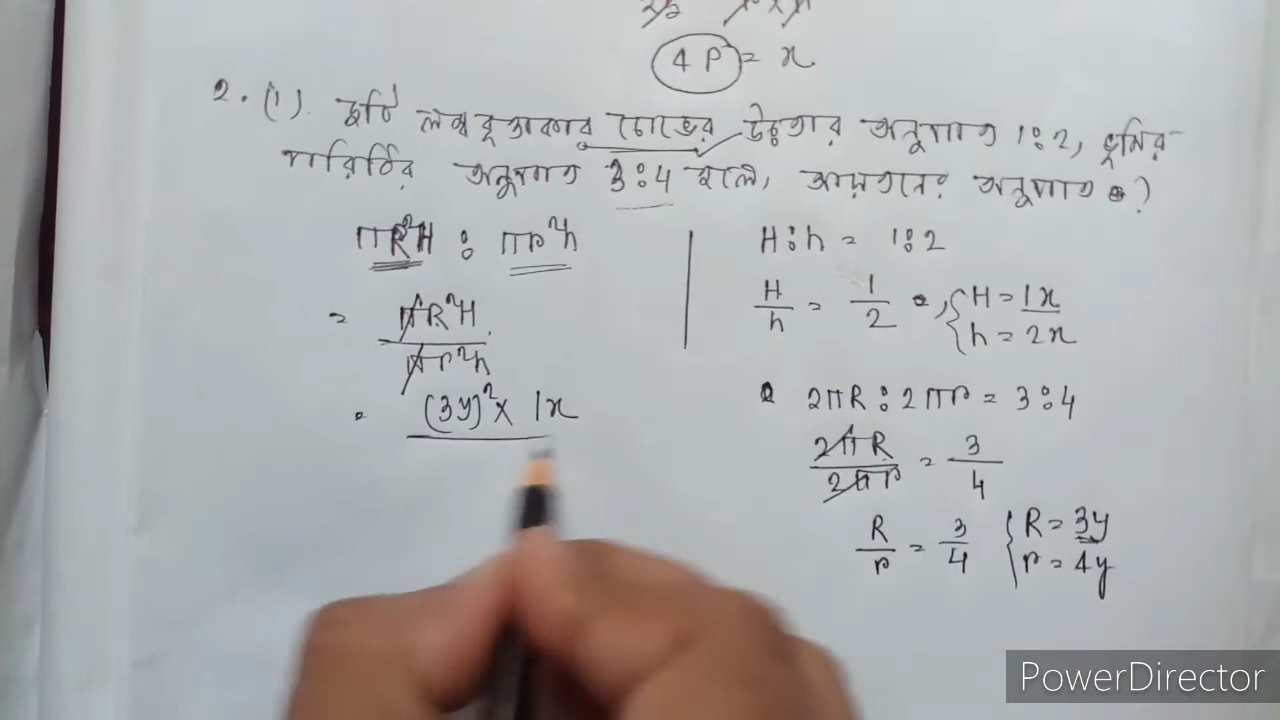 4P² = x
2. (1). দুটি লম্ব বৃত্তাকার চোঙের উচ্চতার অনুপাত 1:2, ভূমির
পরিধির অনুপাত 3:4 হলে, আয়তনের অনুপাত ?
πR²H : πr²h
= πR²H / πr²h
= (3y)² × 1x
H:h = 1:2
H/h = 1/2 , { H = 1x
h = 2x
2πR : 2πr = 3:4
2πR / 2πr = 3/4
R/r = 3/4 { R = 3y
r = 4y
PowerDirector